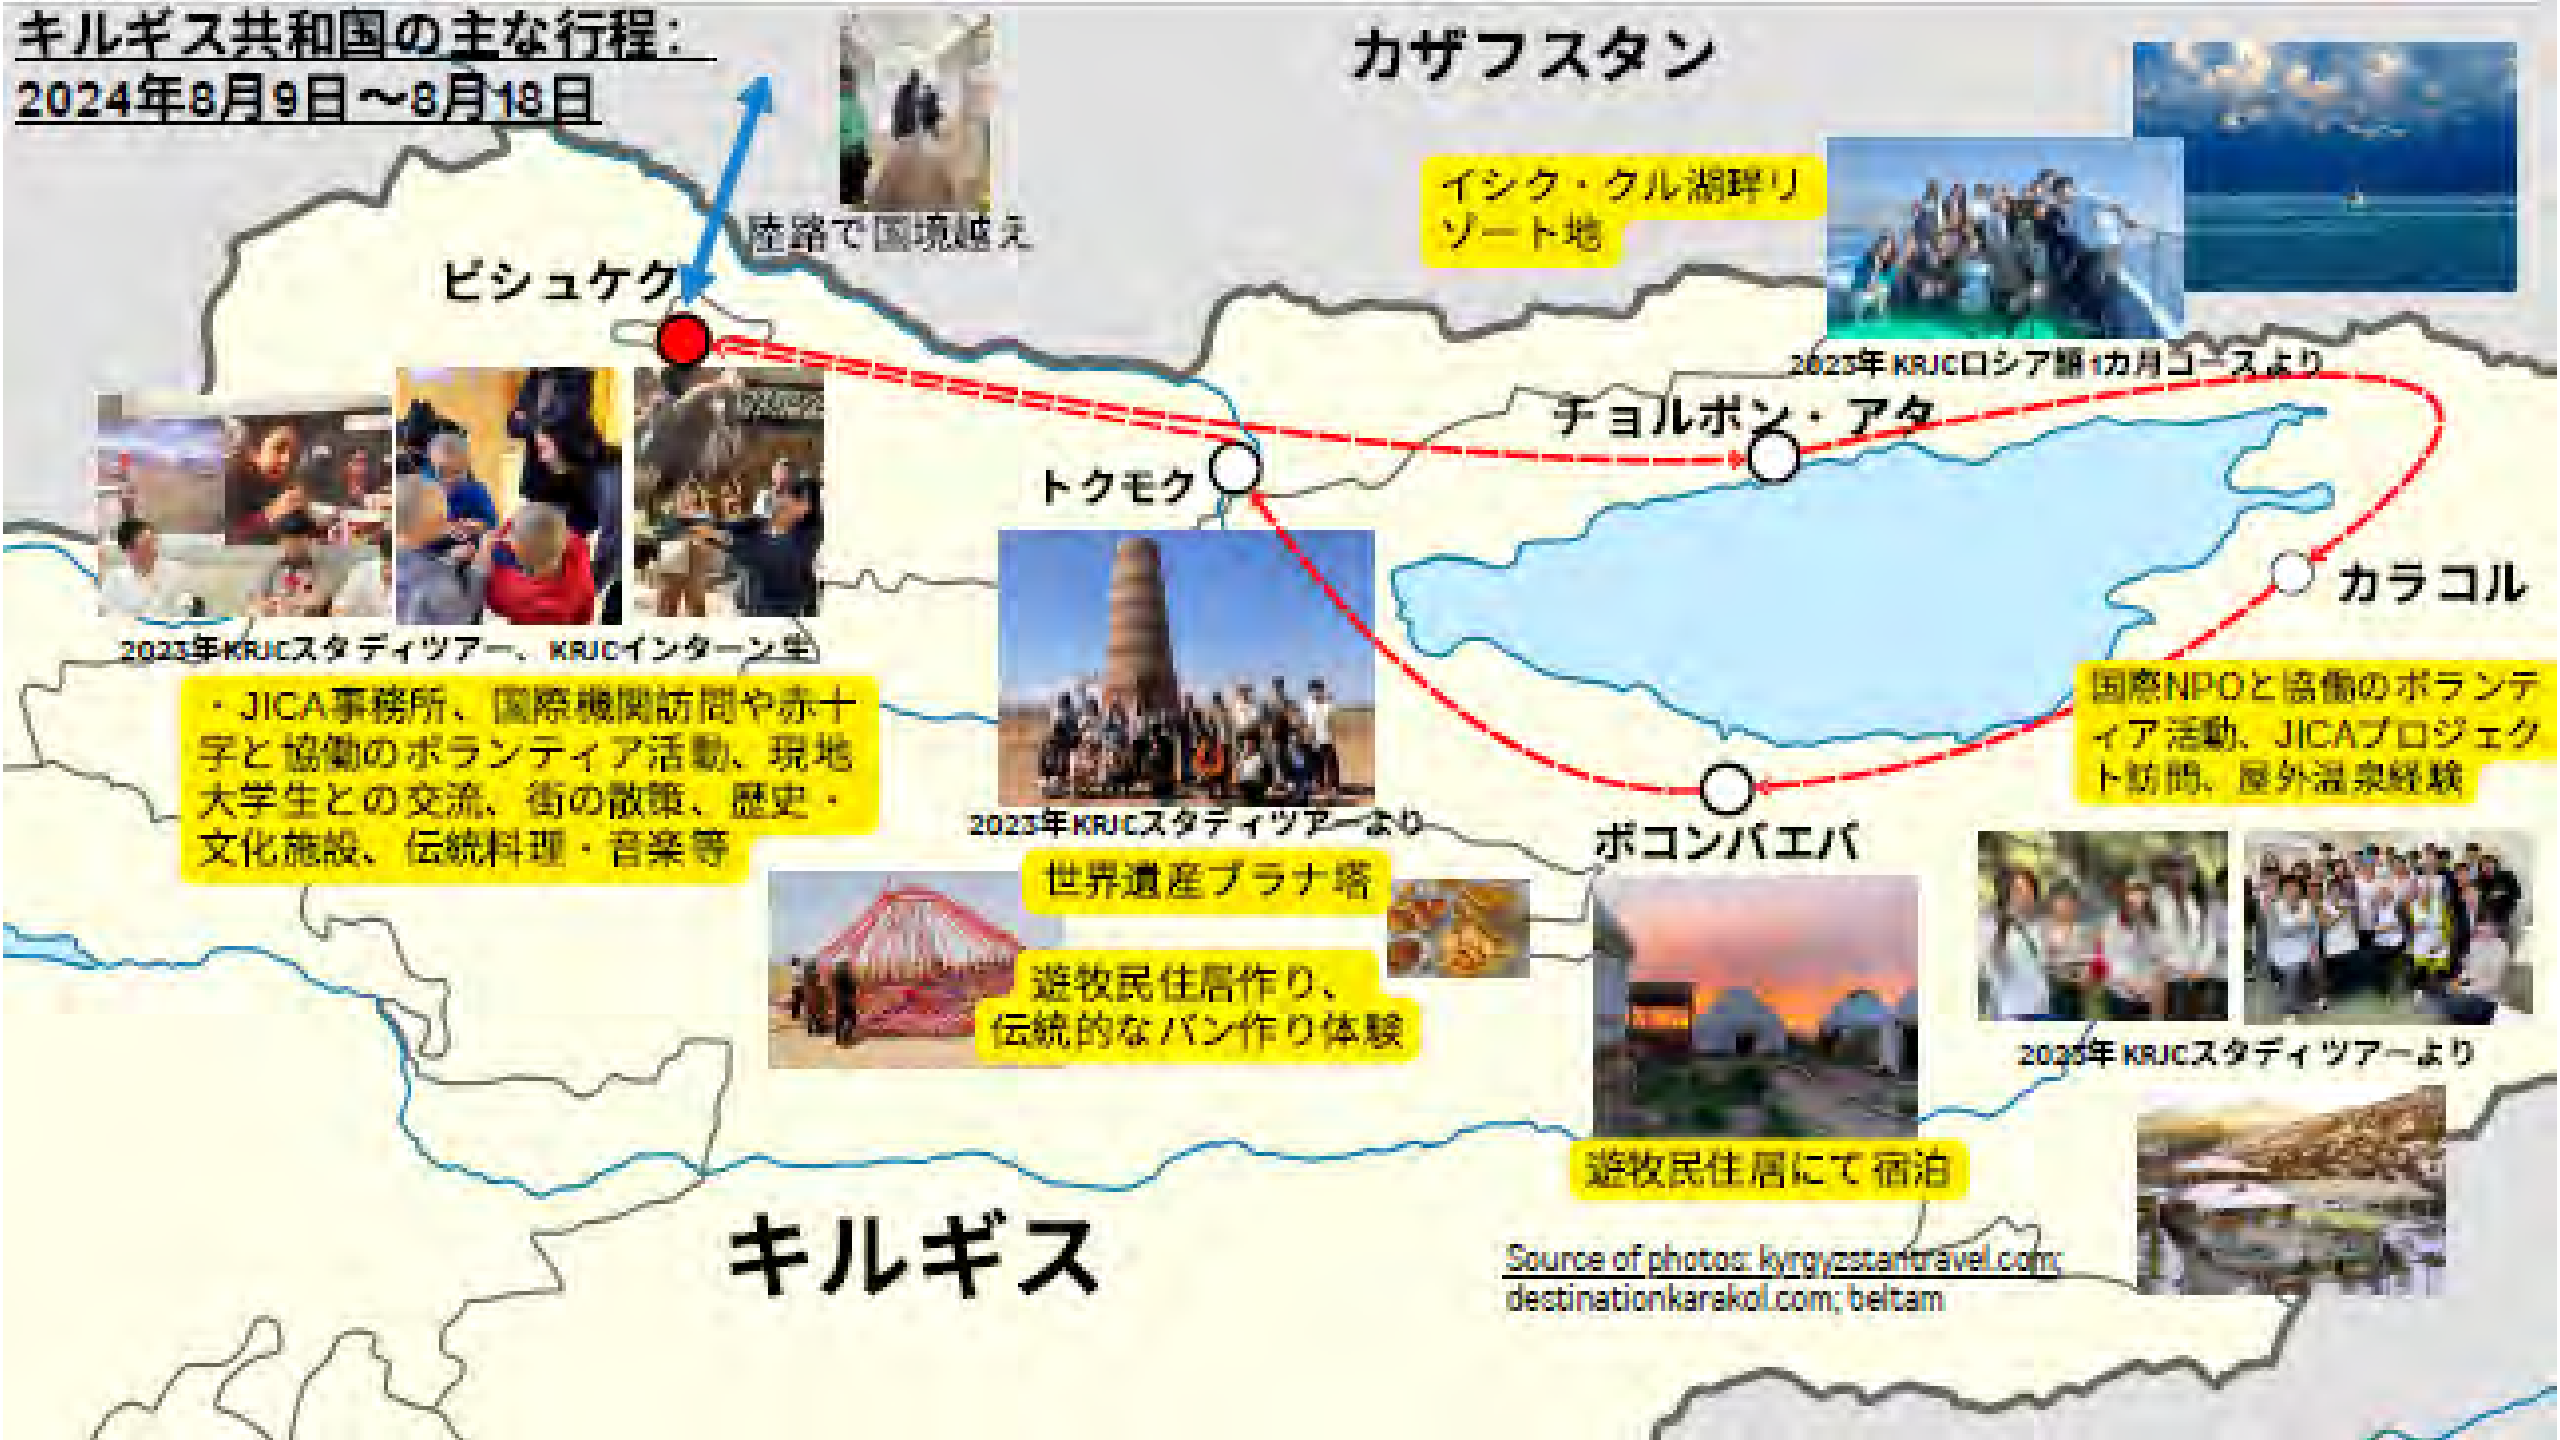 キルギス共和国の主な行程：
2024年8月9日～8月18日
カザフスタン
陸路で国境越え
イシク・クル湖畔リ
ゾート地
ビシュケク
2023年KRJCロシア語1カ月コースより
チョルポン・アタ
トクモク
カラコル
2023年KRJCスタディツアー、KRJCインターン生
・JICA事務所、国際機関訪問や赤十
字と協働のボランティア活動、現地
大学生との交流、街の散策、歴史・
文化施設、伝統料理・音楽等
国際NPOと協働のボランテ
ィア活動、JICAプロジェク
ト訪問、屋外温泉経験
2023年KRJCスタディツアーより
世界遺産ブラナ塔
ボコンバエバ
遊牧民住居作り、
伝統的なパン作り体験
2023年KRJCスタディツアーより
遊牧民住居にて宿泊
キルギス
Source of photos: kyrgyzstantravel.com;
destinationkarakol.com; beltam